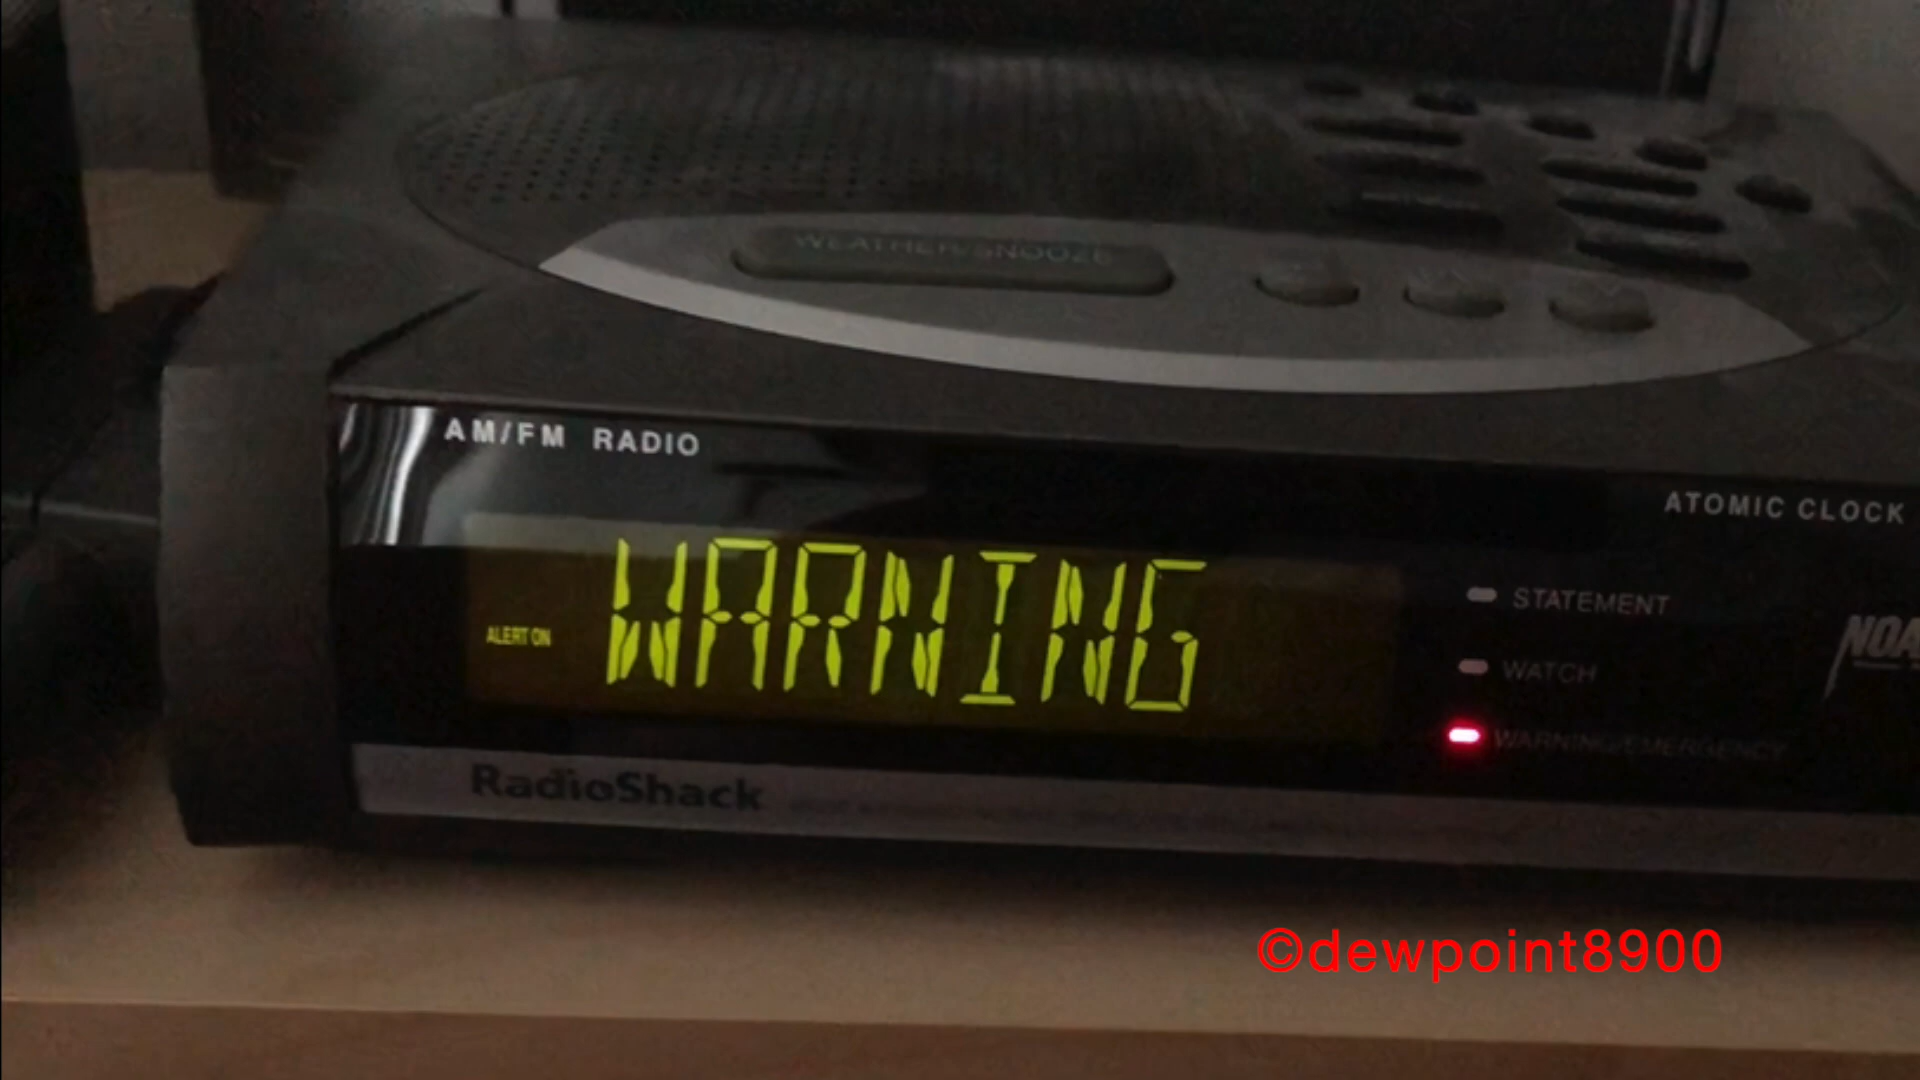 WEATHER/SNOOZE
AM/FM RADIO
ATOMIC CLOCK
WARNING
ALERT ON
STATEMENT
WATCH
WARNING/EMERGENCY
RadioShack
©dewpoint8900